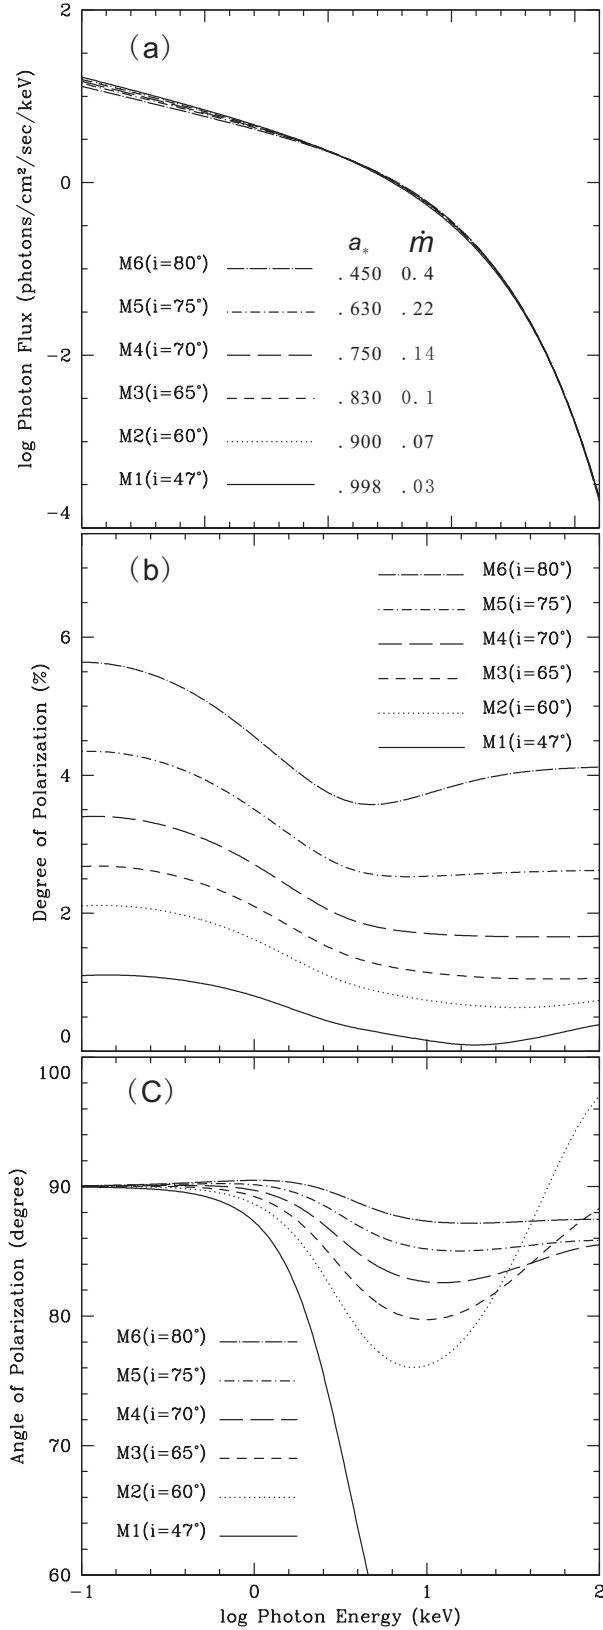 2
(a)
0
-2
-4
log Photon Flux (photons/cm²/sec/keV)
a* ṁ
M6(i=80°) .450 0.4
M5(i=75°) .630 .22
M4(i=70°) .750 .14
M3(i=65°) .830 0.1
M2(i=60°) .900 .07
M1(i=47°) .998 .03
(b)
6
4
2
0
Degree of Polarization (%)
M6(i=80°)
M5(i=75°)
M4(i=70°)
M3(i=65°)
M2(i=60°)
M1(i=47°)
(C)
100
90
80
70
60
Angle of Polarization (degree)
M6(i=80°)
M5(i=75°)
M4(i=70°)
M3(i=65°)
M2(i=60°)
M1(i=47°)
-1 0 1 2
log Photon Energy (keV)